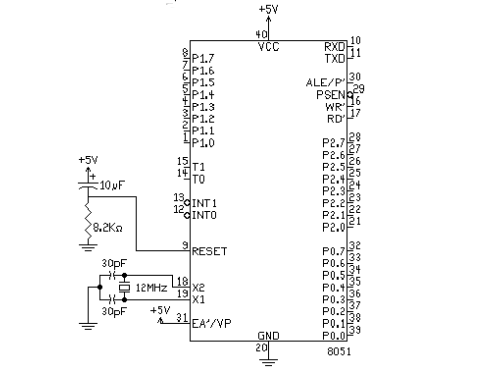 +5V
40
VCC
8 P1.7 RXD 10
7 P1.6 TXD 11
6 P1.5
5 P1.4 ALE/P' 30
4 P1.3 PSEN 29
3 P1.2 WR' 16
2 P1.1 RD' 17
1 P1.0
P2.7 28
P2.6 27
15 T1 P2.5 26
14 T0 P2.4 25
P2.3 24
13 INT1 P2.2 23
12 INT0 P2.1 22
P2.0 21
+5V
+
10µF
8.2KΩ
9 RESET P0.7 32
P0.6 33
30pF P0.5 34
18 X2 P0.4 35
12MHz
19 X1 P0.3 36
30pF P0.2 37
+5V 31 EA'/VP P0.1 38
P0.0 39
GND
20
8051